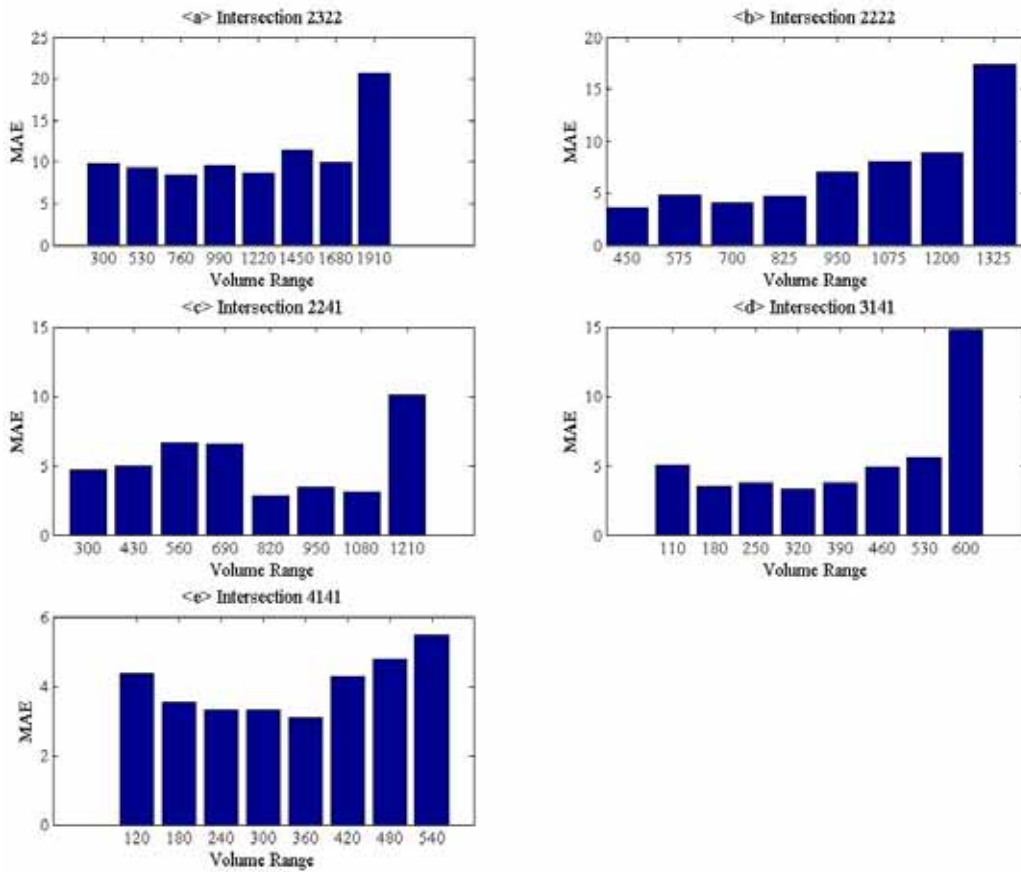 <a> Intersection 2322
25
20
15
10
5
0
MAE
300 530 760 990 1220 1450 1680 1910
Volume Range
<b> Intersection 2222
20
15
10
5
0
MAE
450 575 700 825 950 1075 1200 1325
Volume Range
<c> Intersection 2241
15
10
5
0
MAE
300 430 560 690 820 950 1080 1210
Volume Range
<d> Intersection 3141
15
10
5
0
MAE
110 180 250 320 390 460 530 600
Volume Range
<e> Intersection 4141
6
4
2
0
MAE
120 180 240 300 360 420 480 540
Volume Range